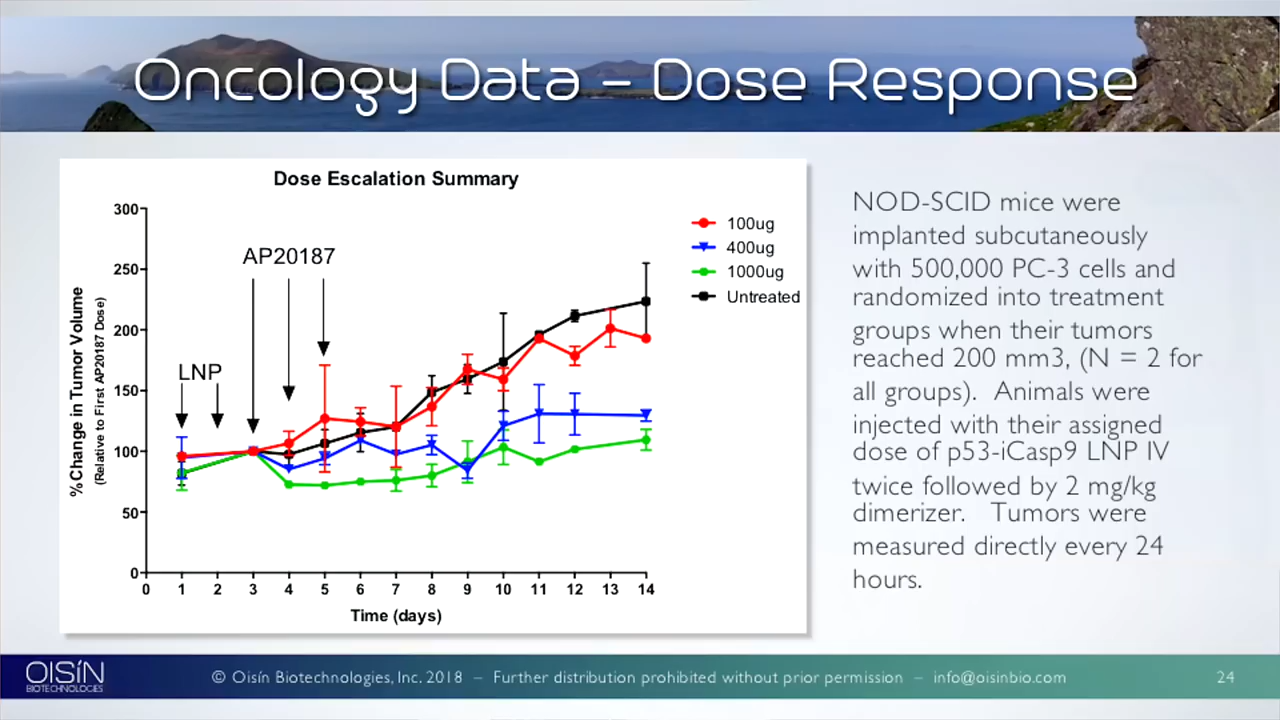 Oncology Data – Dose Response
Dose Escalation Summary
%Change in Tumor Volume
(Relative to First AP20187 Dose)
300
250
200
150
100
50
0
AP20187
LNP
100ug
400ug
1000ug
Untreated
0 1 2 3 4 5 6 7 8 9 10 11 12 13 14
Time (days)
NOD-SCID mice were
implanted subcutaneously
with 500,000 PC-3 cells and
randomized into treatment
groups when their tumors
reached 200 mm3, (N = 2 for
all groups). Animals were
injected with their assigned
dose of p53-iCasp9 LNP IV
twice followed by 2 mg/kg
dimerizer. Tumors were
measured directly every 24
hours.
OISÍN
BIOTECHNOLOGIES
© Oisín Biotechnologies, Inc. 2018 – Further distribution prohibited without prior permission – info@oisinbio.com
24